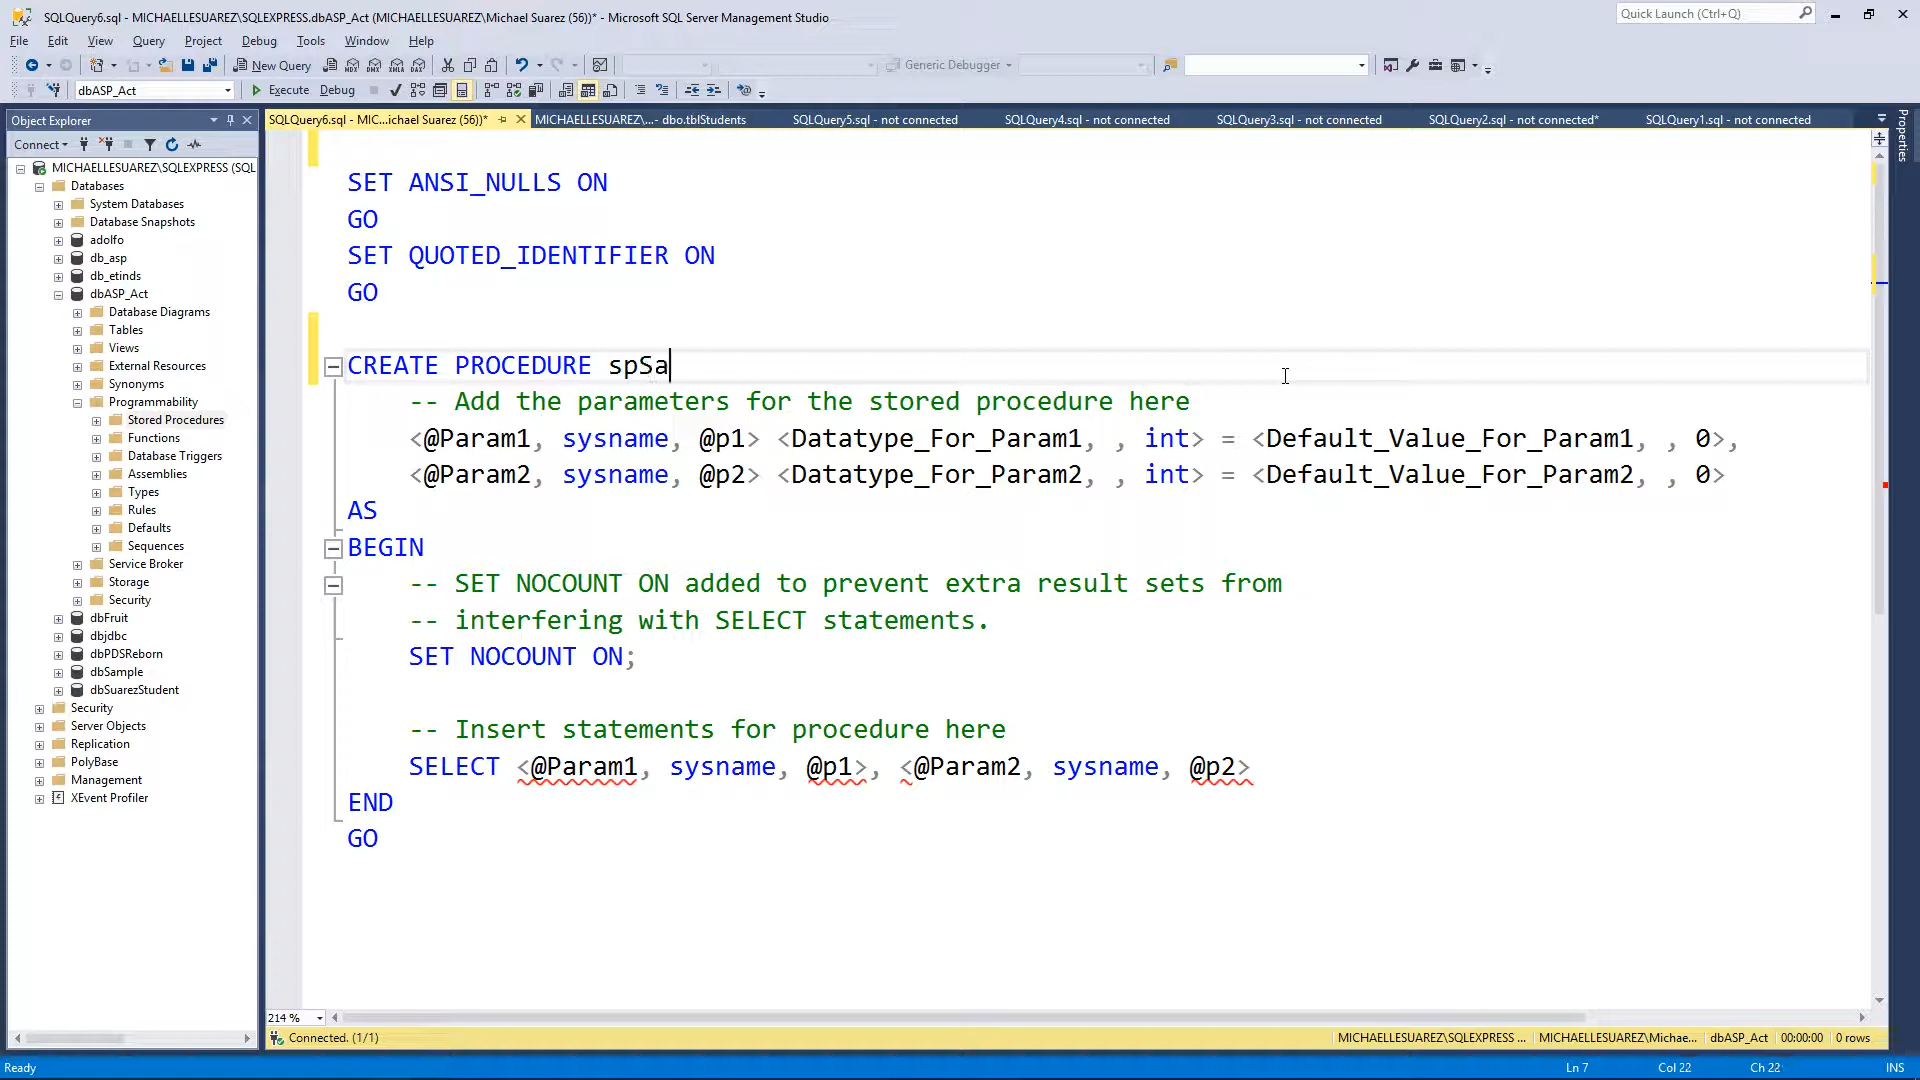 SQLQuery6.sql - MICHAELLESUAREZ\SQLEXPRESS.dbASP_Act (MICHAELLESUAREZ\Michael Suarez (56))* - Microsoft SQL Server Management Studio
Quick Launch (Ctrl+Q)
File Edit View Query Project Debug Tools Window Help
New Query
Generic Debugger
dbASP_Act
Execute Debug
Object Explorer
SQLQuery6.sql - MIC...ichael Suarez (56))*
MICHAELLESUAREZ\...- dbo.tblStudents
SQLQuery5.sql - not connected
SQLQuery4.sql - not connected
SQLQuery3.sql - not connected
SQLQuery2.sql - not connected*
SQLQuery1.sql - not connected
Properties
Connect
MICHAELLESUAREZ\SQLEXPRESS (SQL
Databases
System Databases
Database Snapshots
adolfo
db_asp
db_etinds
dbASP_Act
Database Diagrams
Tables
Views
External Resources
Synonyms
Programmability
Stored Procedures
Functions
Database Triggers
Assemblies
Types
Rules
Defaults
Sequences
Service Broker
Storage
Security
dbFruit
dbjdbc
dbPDSReborn
dbSample
dbSuarezStudent
Security
Server Objects
Replication
PolyBase
Management
XEvent Profiler
SET ANSI_NULLS ON
GO
SET QUOTED_IDENTIFIER ON
GO
CREATE PROCEDURE spSa
-- Add the parameters for the stored procedure here
<@Param1, sysname, @p1> <Datatype_For_Param1, , int> = <Default_Value_For_Param1, , 0>,
<@Param2, sysname, @p2> <Datatype_For_Param2, , int> = <Default_Value_For_Param2, , 0>
AS
BEGIN
-- SET NOCOUNT ON added to prevent extra result sets from
-- interfering with SELECT statements.
SET NOCOUNT ON;
-- Insert statements for procedure here
SELECT <@Param1, sysname, @p1>, <@Param2, sysname, @p2>
END
GO
214 %
Connected. (1/1)
MICHAELLESUAREZ\SQLEXPRESS ...
MICHAELLESUAREZ\Michae...
dbASP_Act
00:00:00
0 rows
Ready
Ln 7
Col 22
Ch 22
INS